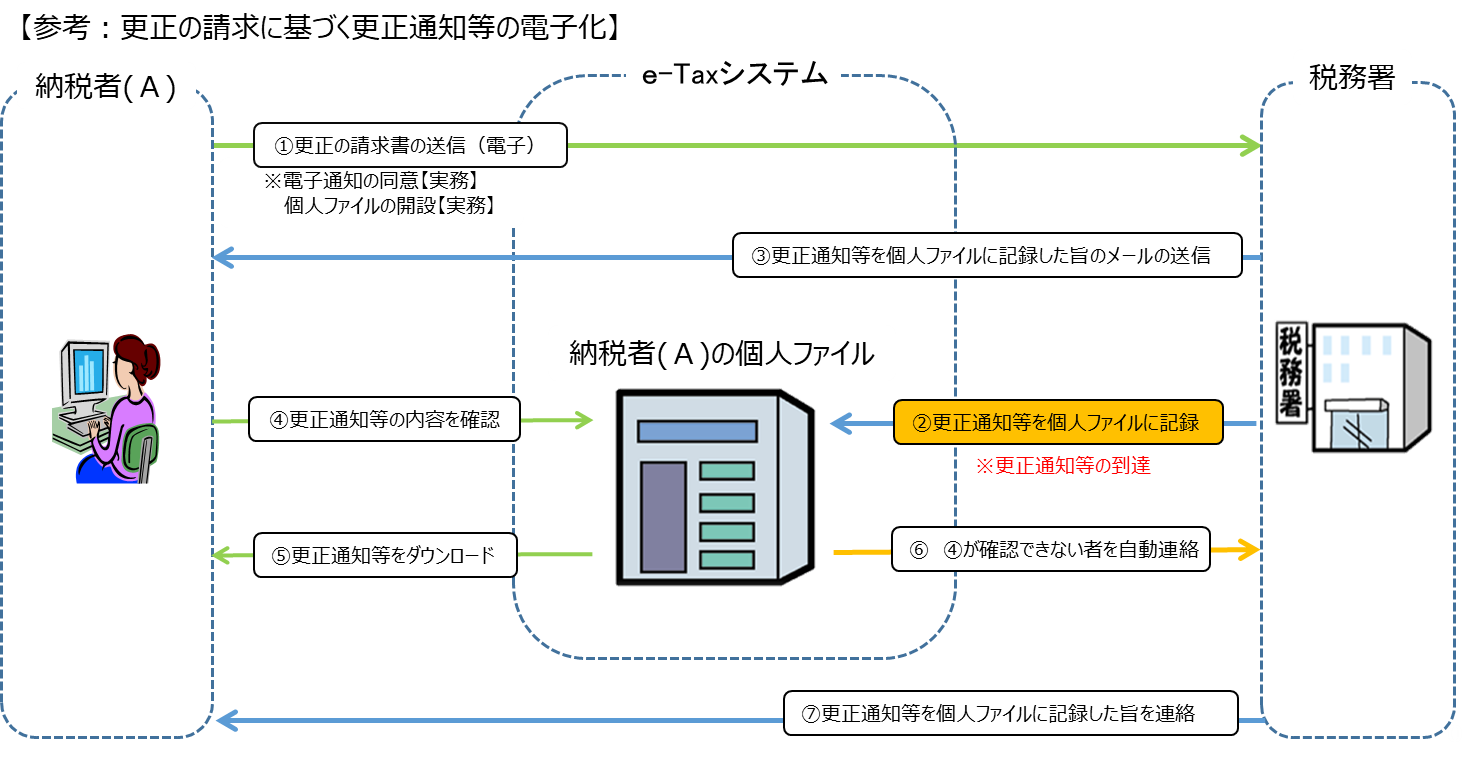 【参考：更正の請求に基づく更正通知等の電子化】
納税者(Ａ)
e-Taxシステム
税務署
①更正の請求書の送信（電子）
※電子通知の同意【実務】
個人ファイルの開設【実務】
③更正通知等を個人ファイルに記録した旨のメールの送信
納税者(Ａ)の個人ファイル
税務署
④更正通知等の内容を確認
②更正通知等を個人ファイルに記録
※更正通知等の到達
⑤更正通知等をダウンロード
⑥　④が確認できない者を自動連絡
⑦更正通知等を個人ファイルに記録した旨を連絡